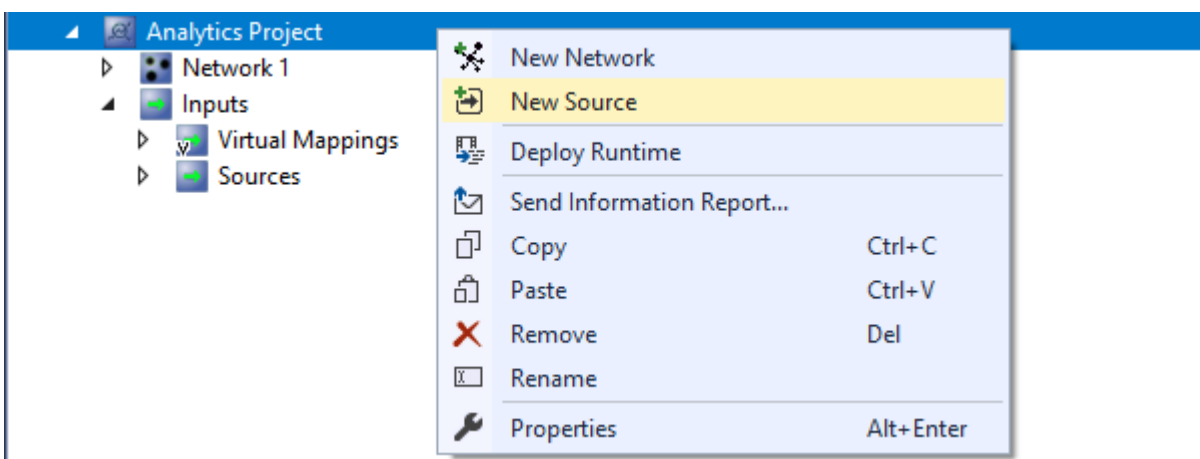 Analytics Project
Network 1
Inputs
Virtual Mappings
Sources
New Network
New Source
Deploy Runtime
Send Information Report...
Copy Ctrl+C
Paste Ctrl+V
Remove Del
Rename
Properties Alt+Enter